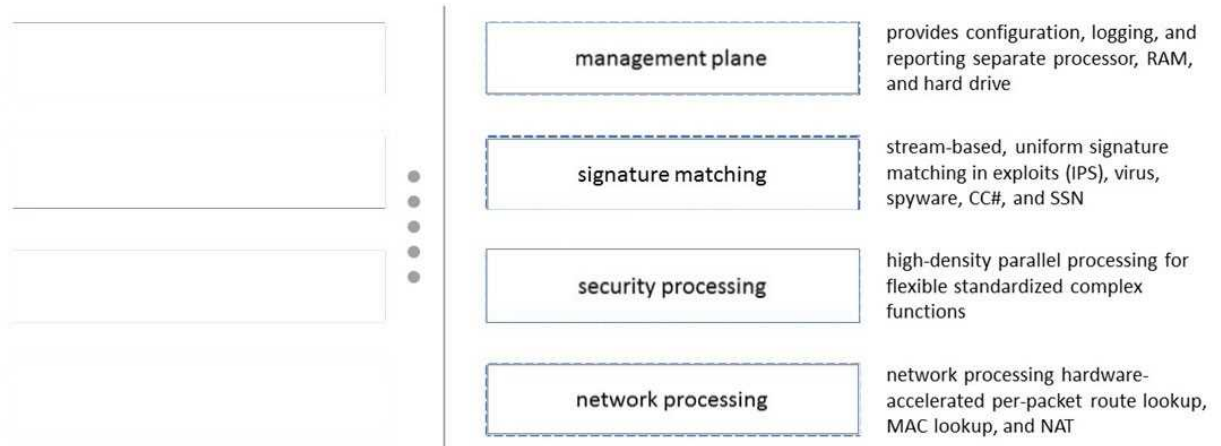 management plane
provides configuration, logging, and
reporting separate processor, RAM,
and hard drive
signature matching
stream-based, uniform signature
matching in exploits (IPS), virus,
spyware, CC#, and SSN
security processing
high-density parallel processing for
flexible standardized complex
functions
network processing
network processing hardware-
accelerated per-packet route lookup,
MAC lookup, and NAT